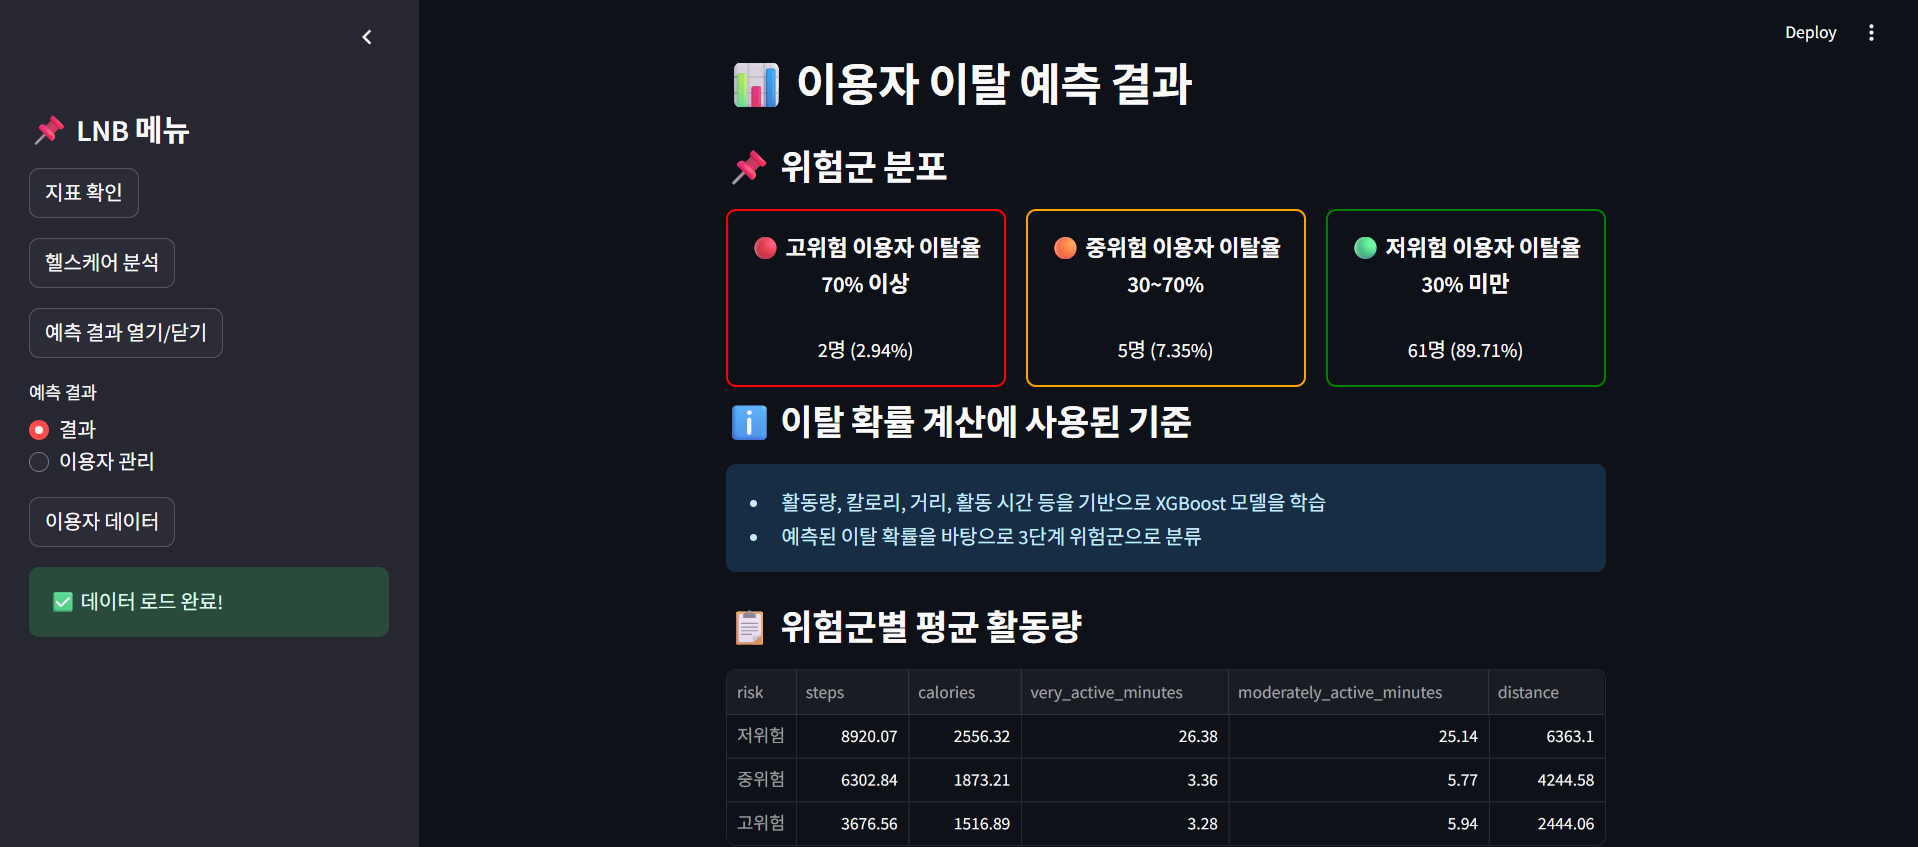 Deploy
LNB 메뉴
지표 확인
헬스케어 분석
예측 결과 열기/닫기
예측 결과
결과
이용자 관리
이용자 데이터
데이터 로드 완료!
이용자 이탈 예측 결과
위험군 분포
고위험 이용자 이탈율
70% 이상
2명 (2.94%)
중위험 이용자 이탈율
30~70%
5명 (7.35%)
저위험 이용자 이탈율
30% 미만
61명 (89.71%)
이탈 확률 계산에 사용된 기준
• 활동량, 칼로리, 거리, 활동 시간 등을 기반으로 XGBoost 모델을 학습
• 예측된 이탈 확률을 바탕으로 3단계 위험군으로 분류
위험군별 평균 활동량
risk steps calories very_active_minutes moderately_active_minutes distance
저위험 8920.07 2556.32 26.38 25.14 6363.1
중위험 6302.84 1873.21 3.36 5.77 4244.58
고위험 3676.56 1516.89 3.28 5.94 2444.06